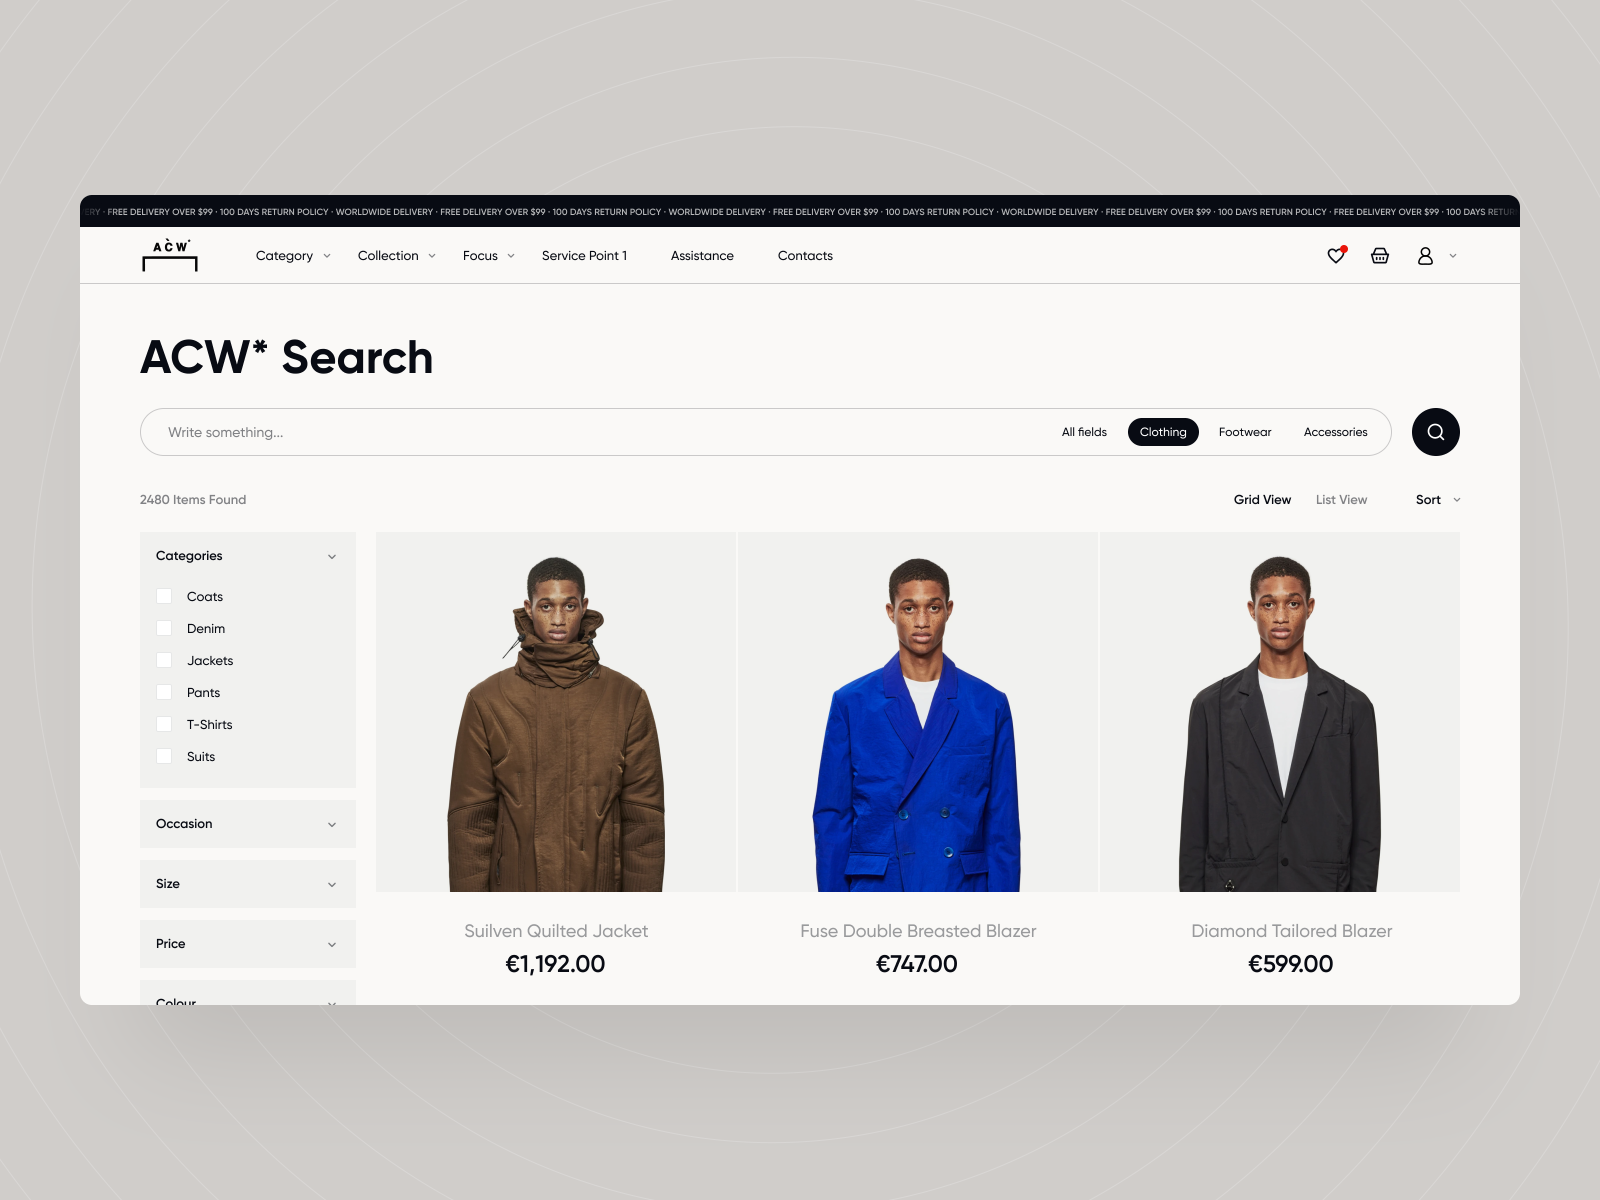 ERY · FREE DELIVERY OVER $99 · 100 DAYS RETURN POLICY · WORLDWIDE DELIVERY · FREE DELIVERY OVER $99 · 100 DAYS RETURN POLICY · WORLDWIDE DELIVERY · FREE DELIVERY OVER $99 · 100 DAYS RETURN POLICY · WORLDWIDE DELIVERY · FREE DELIVERY OVER $99 · 100 DAYS RETURN POLICY · FREE DELIVERY OVER $99 · 100 DAYS RETUR
ACW*
Category Collection Focus Service Point 1 Assistance Contacts
ACW* Search
Write something... All fields Clothing Footwear Accessories
2480 Items Found Grid View List View Sort
Categories
Coats
Denim
Jackets
Pants
T-Shirts
Suits
Occasion
Size
Price
Colour
Suilven Quilted Jacket
€1,192.00
Fuse Double Breasted Blazer
€747.00
Diamond Tailored Blazer
€599.00